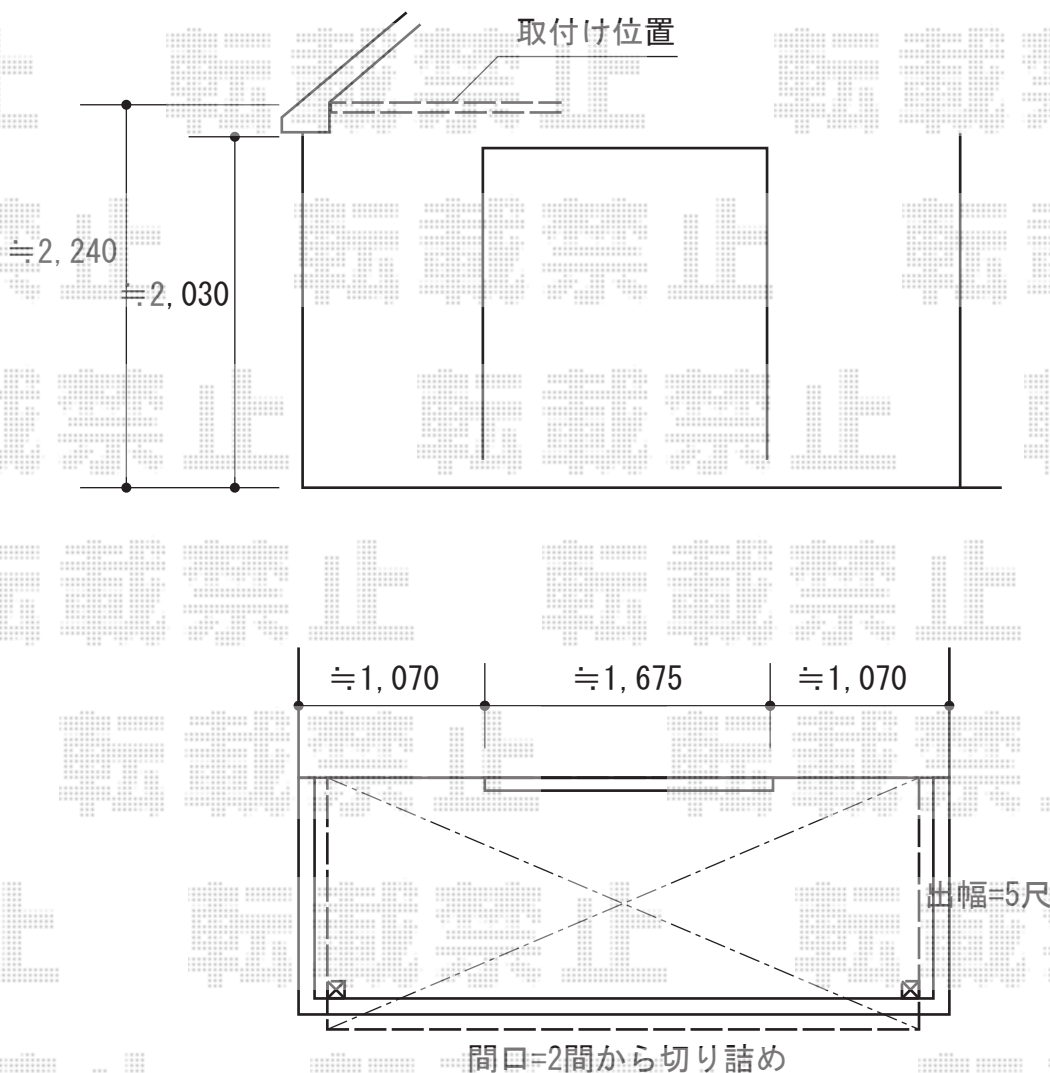 取付け位置
≒2,240
≒2,030
≒1,070
≒1,675
≒1,070
出幅=5尺
間口=2間から切り詰め
転載禁止